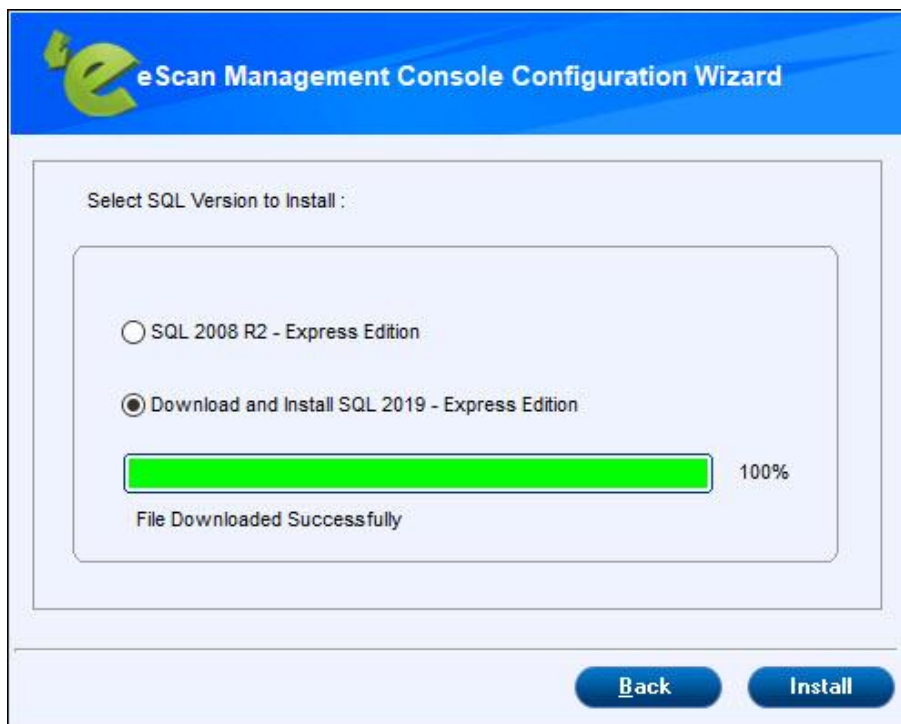 eScan Management Console Configuration Wizard
Select SQL Version to Install :
SQL 2008 R2 - Express Edition
Download and Install SQL 2019 - Express Edition
100%
File Downloaded Successfully
Back
Install